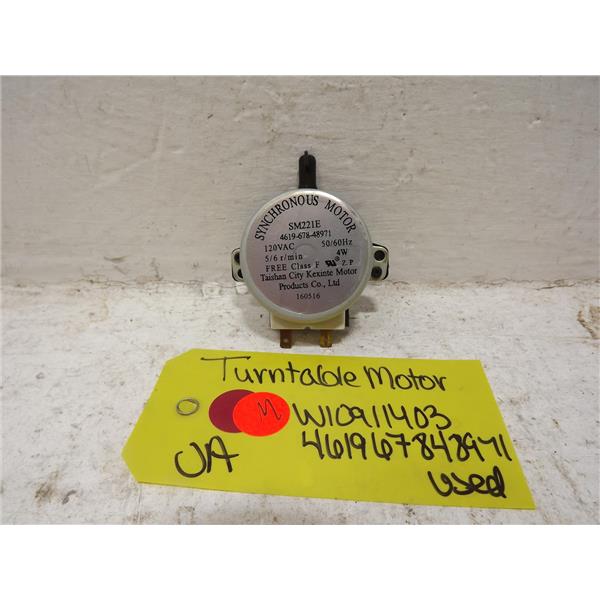 SYNCHRONOUS MOTOR
SM221E
4619-678-48971
120VAC 50/60Hz
5/6 r/min 4W
FREE Class F Z.P
Taishan City Kexinte Motor
Products Co., Ltd
160516
Turntable Motor
M W10911403
461967848971
UA
used